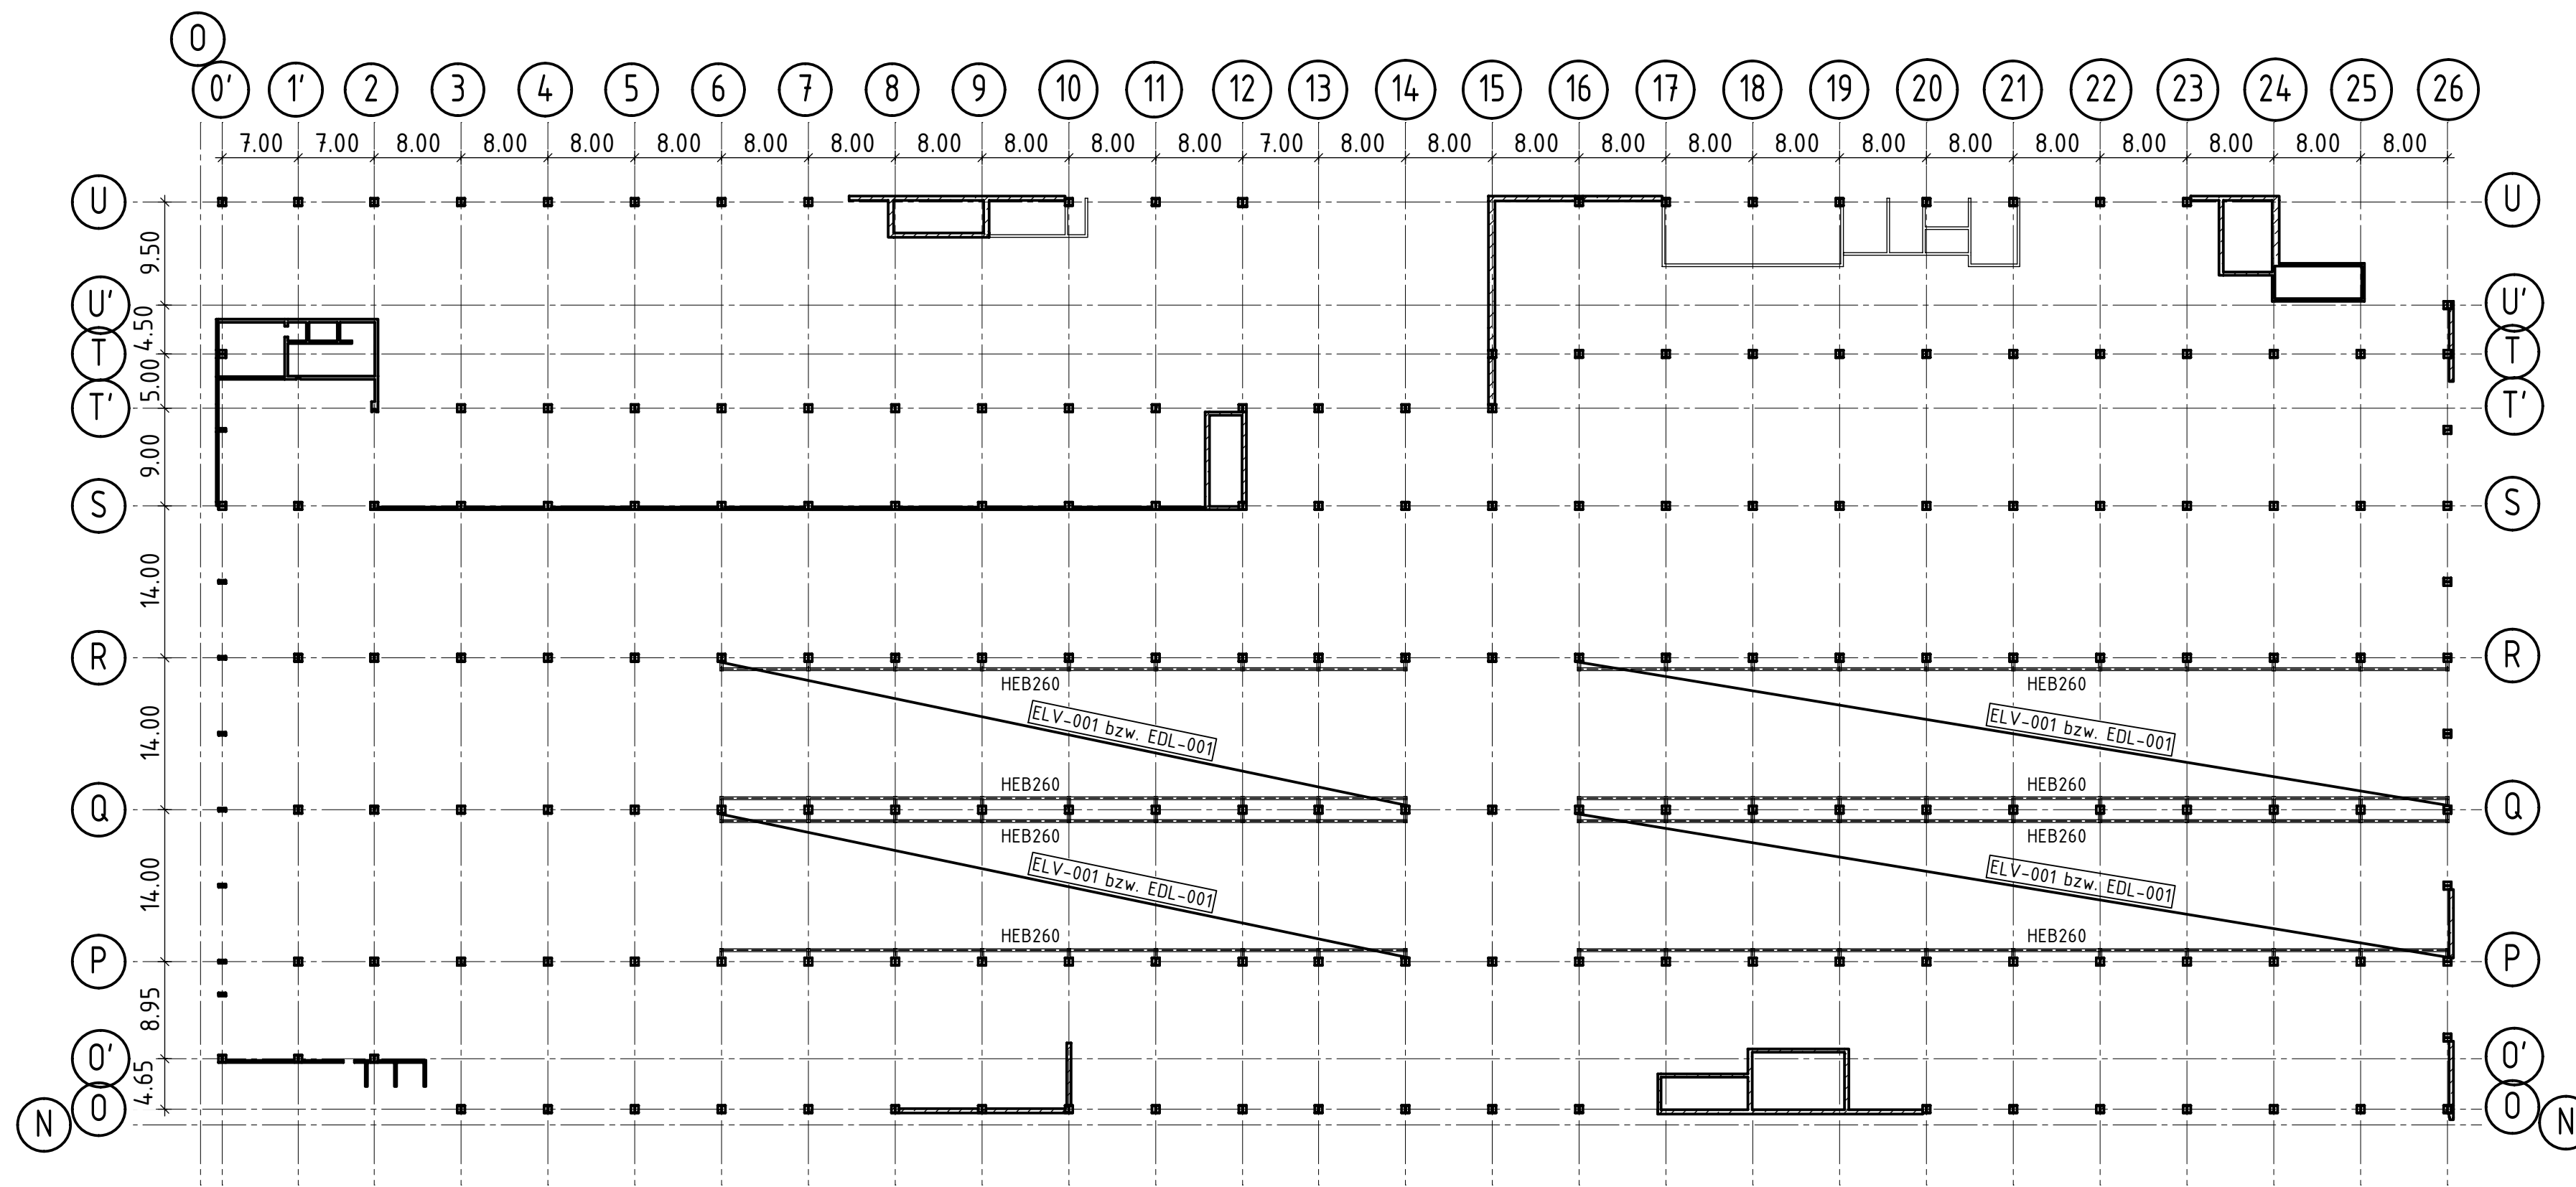 0
0' 1' 2 3 4 5 6 7 8 9 10 11 12 13 14 15 16 17 18 19 20 21 22 23 24 25 26
7.00 7.00 8.00 8.00 8.00 8.00 8.00 8.00 8.00 8.00 8.00 8.00 7.00 8.00 8.00 8.00 8.00 8.00 8.00 8.00 8.00 8.00 8.00 8.00 8.00 8.00
U U
9.50
U' U'
4.50
T T
5.00
T' T'
9.00
S S
14.00
R R
HEB260 HEB260
ELV-001 bzw. EDL-001 ELV-001 bzw. EDL-001
14.00
HEB260 HEB260
Q Q
HEB260 HEB260
ELV-001 bzw. EDL-001 ELV-001 bzw. EDL-001
14.00
HEB260 HEB260
P P
8.95
O' O'
4.65
O O
N N